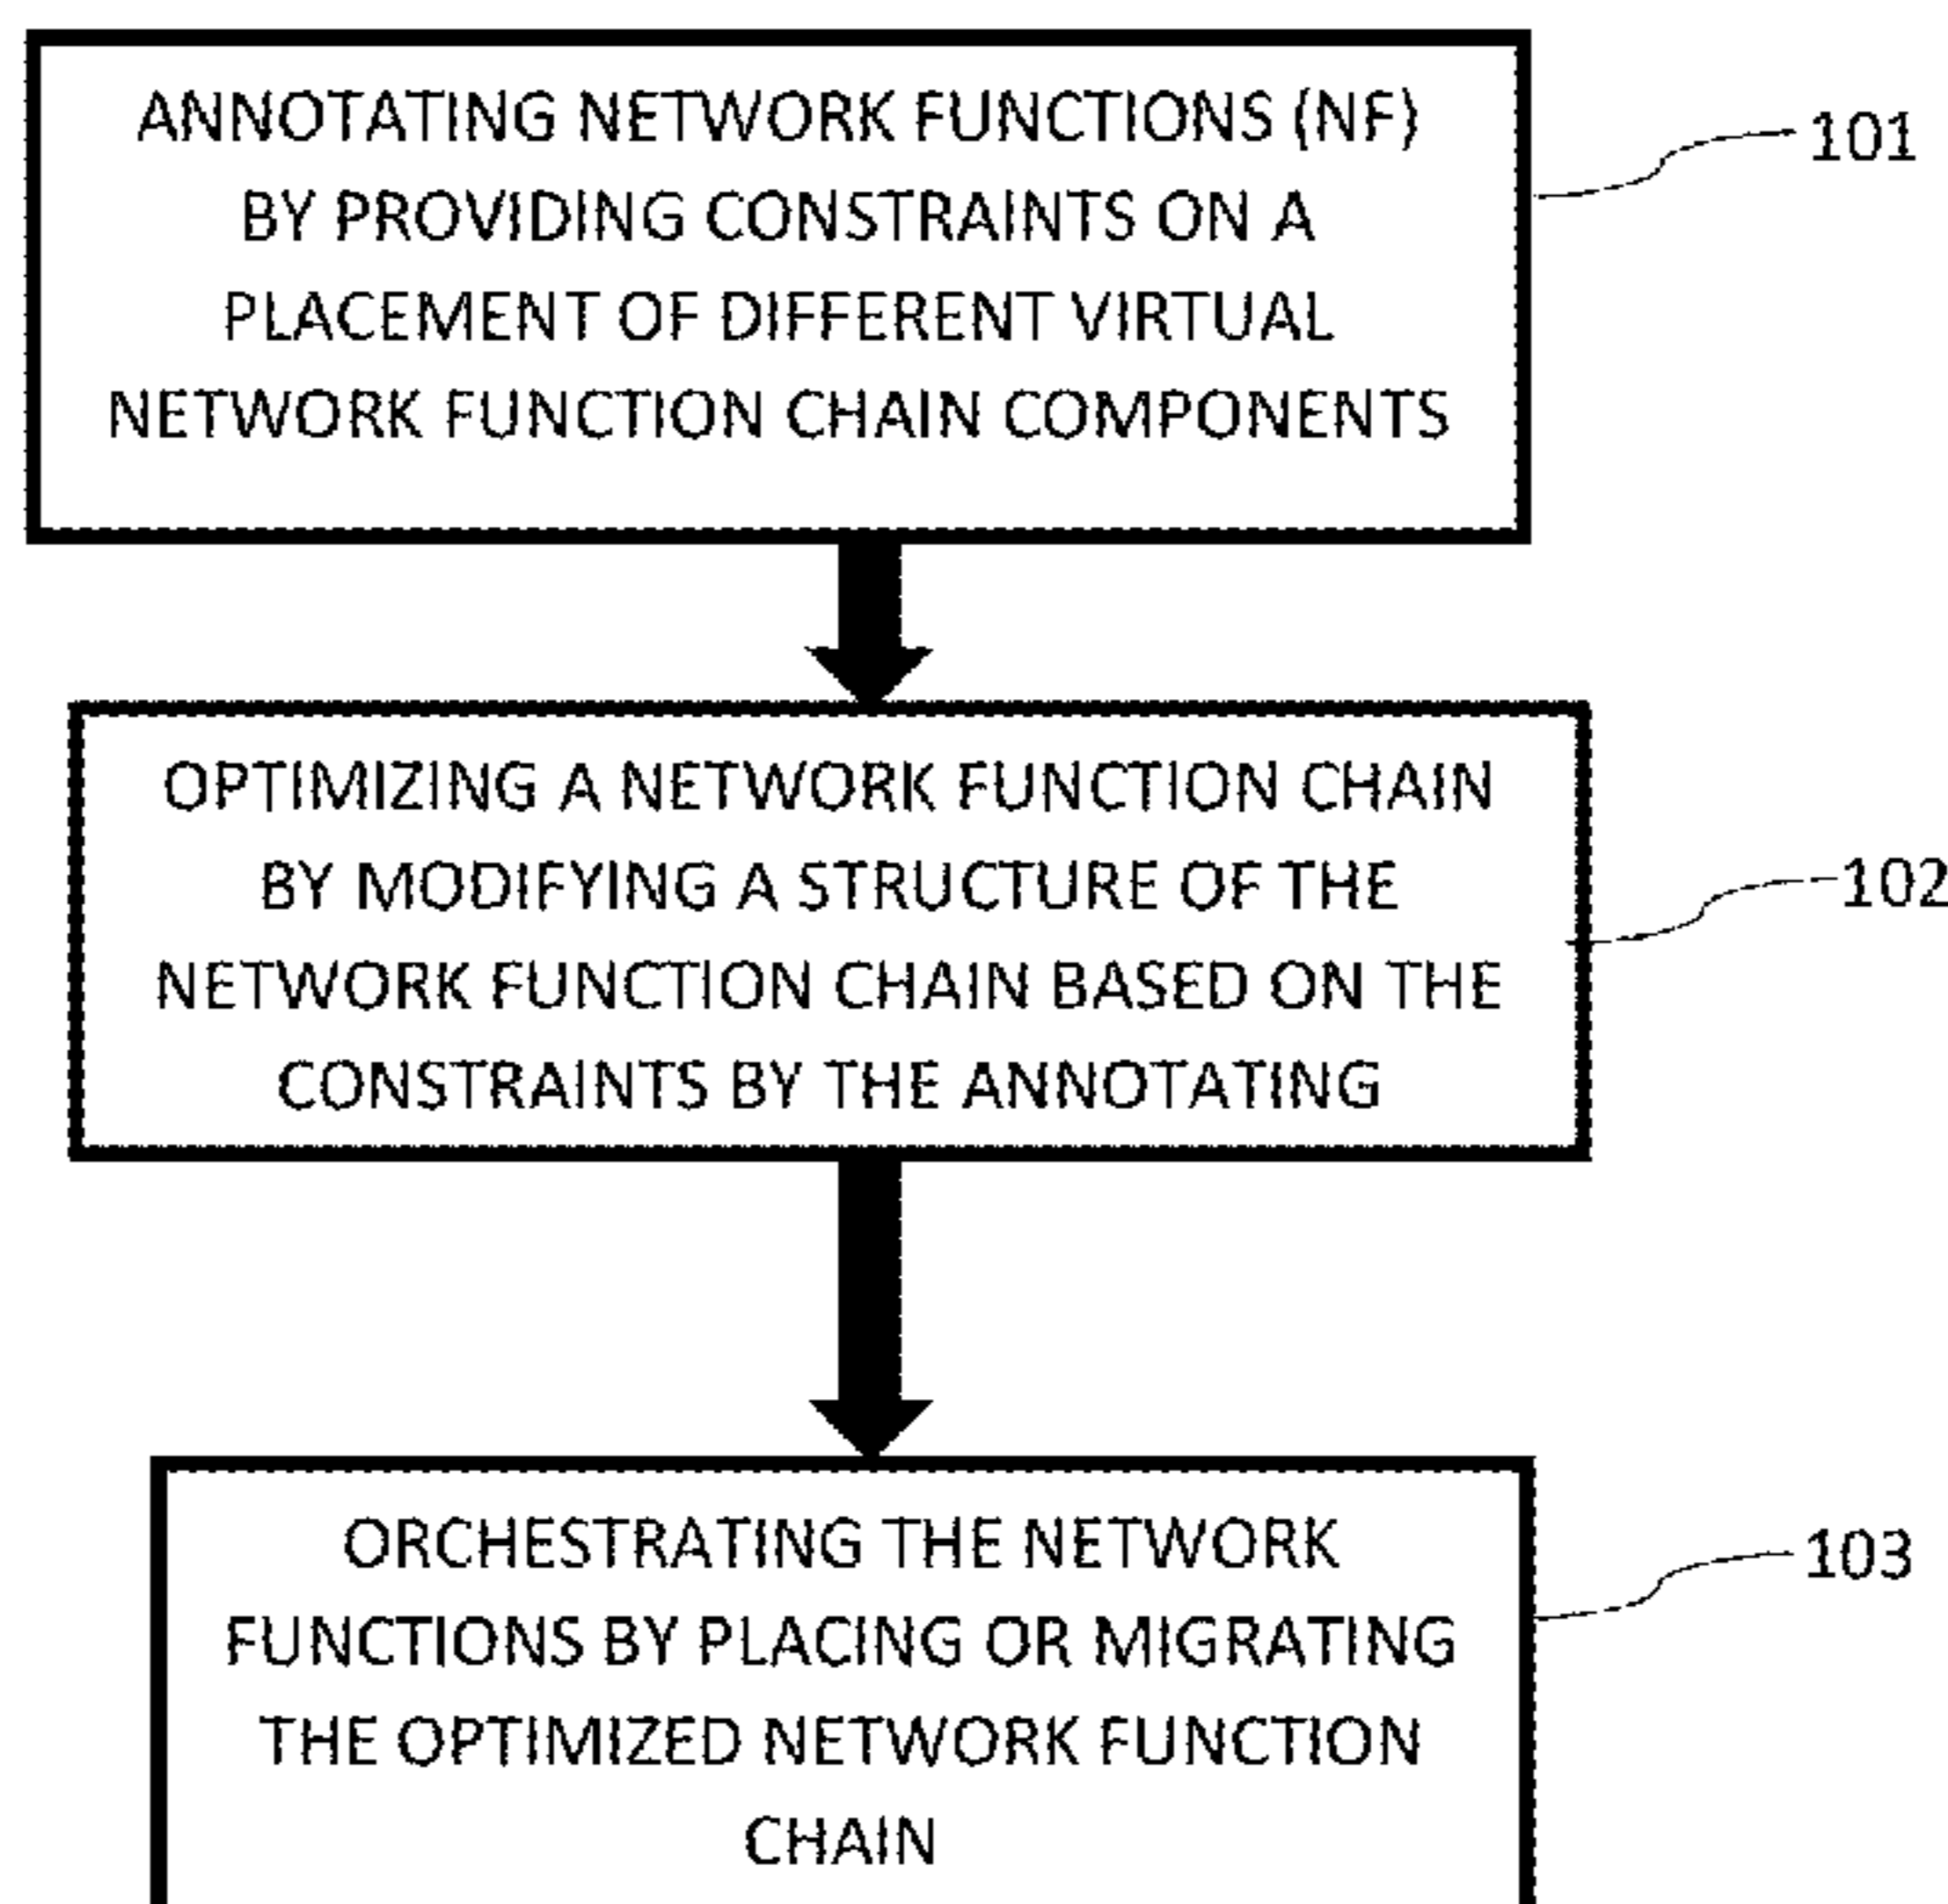 ANNOTATING NETWORK FUNCTIONS (NF)
BY PROVIDING CONSTRAINTS ON A
PLACEMENT OF DIFFERENT VIRTUAL
NETWORK FUNCTION CHAIN COMPONENTS
101
OPTIMIZING A NETWORK FUNCTION CHAIN
BY MODIFYING A STRUCTURE OF THE
NETWORK FUNCTION CHAIN BASED ON THE
CONSTRAINTS BY THE ANNOTATING
102
ORCHESTRATING THE NETWORK
FUNCTIONS BY PLACING OR MIGRATING
THE OPTIMIZED NETWORK FUNCTION
CHAIN
103